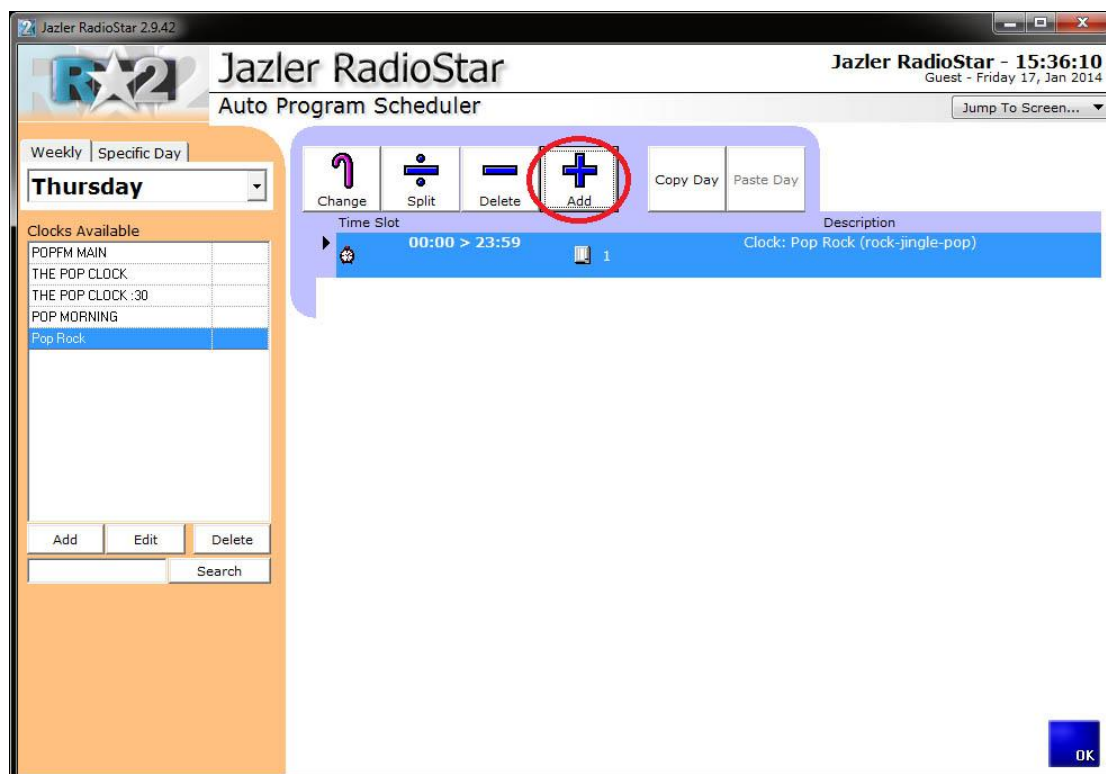 Jazler RadioStar 2.9.42
R 2
Jazler RadioStar
Jazler RadioStar - 15:36:10
Guest - Friday 17, Jan 2014
Auto Program Scheduler
Jump To Screen...
Weekly Specific Day
Thursday
Change Split Delete Add Copy Day Paste Day
Clocks Available
Time Slot Description
POPFM MAIN
THE POP CLOCK
THE POP CLOCK :30
POP MORNING
Pop Rock
00:00 > 23:59 1 Clock: Pop Rock (rock-jingle-pop)
Add Edit Delete
Search
OK